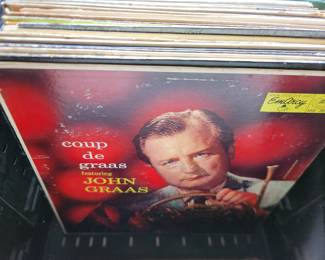 EmArcy
coup
de
graas
featuring
JOHN
GRAAS